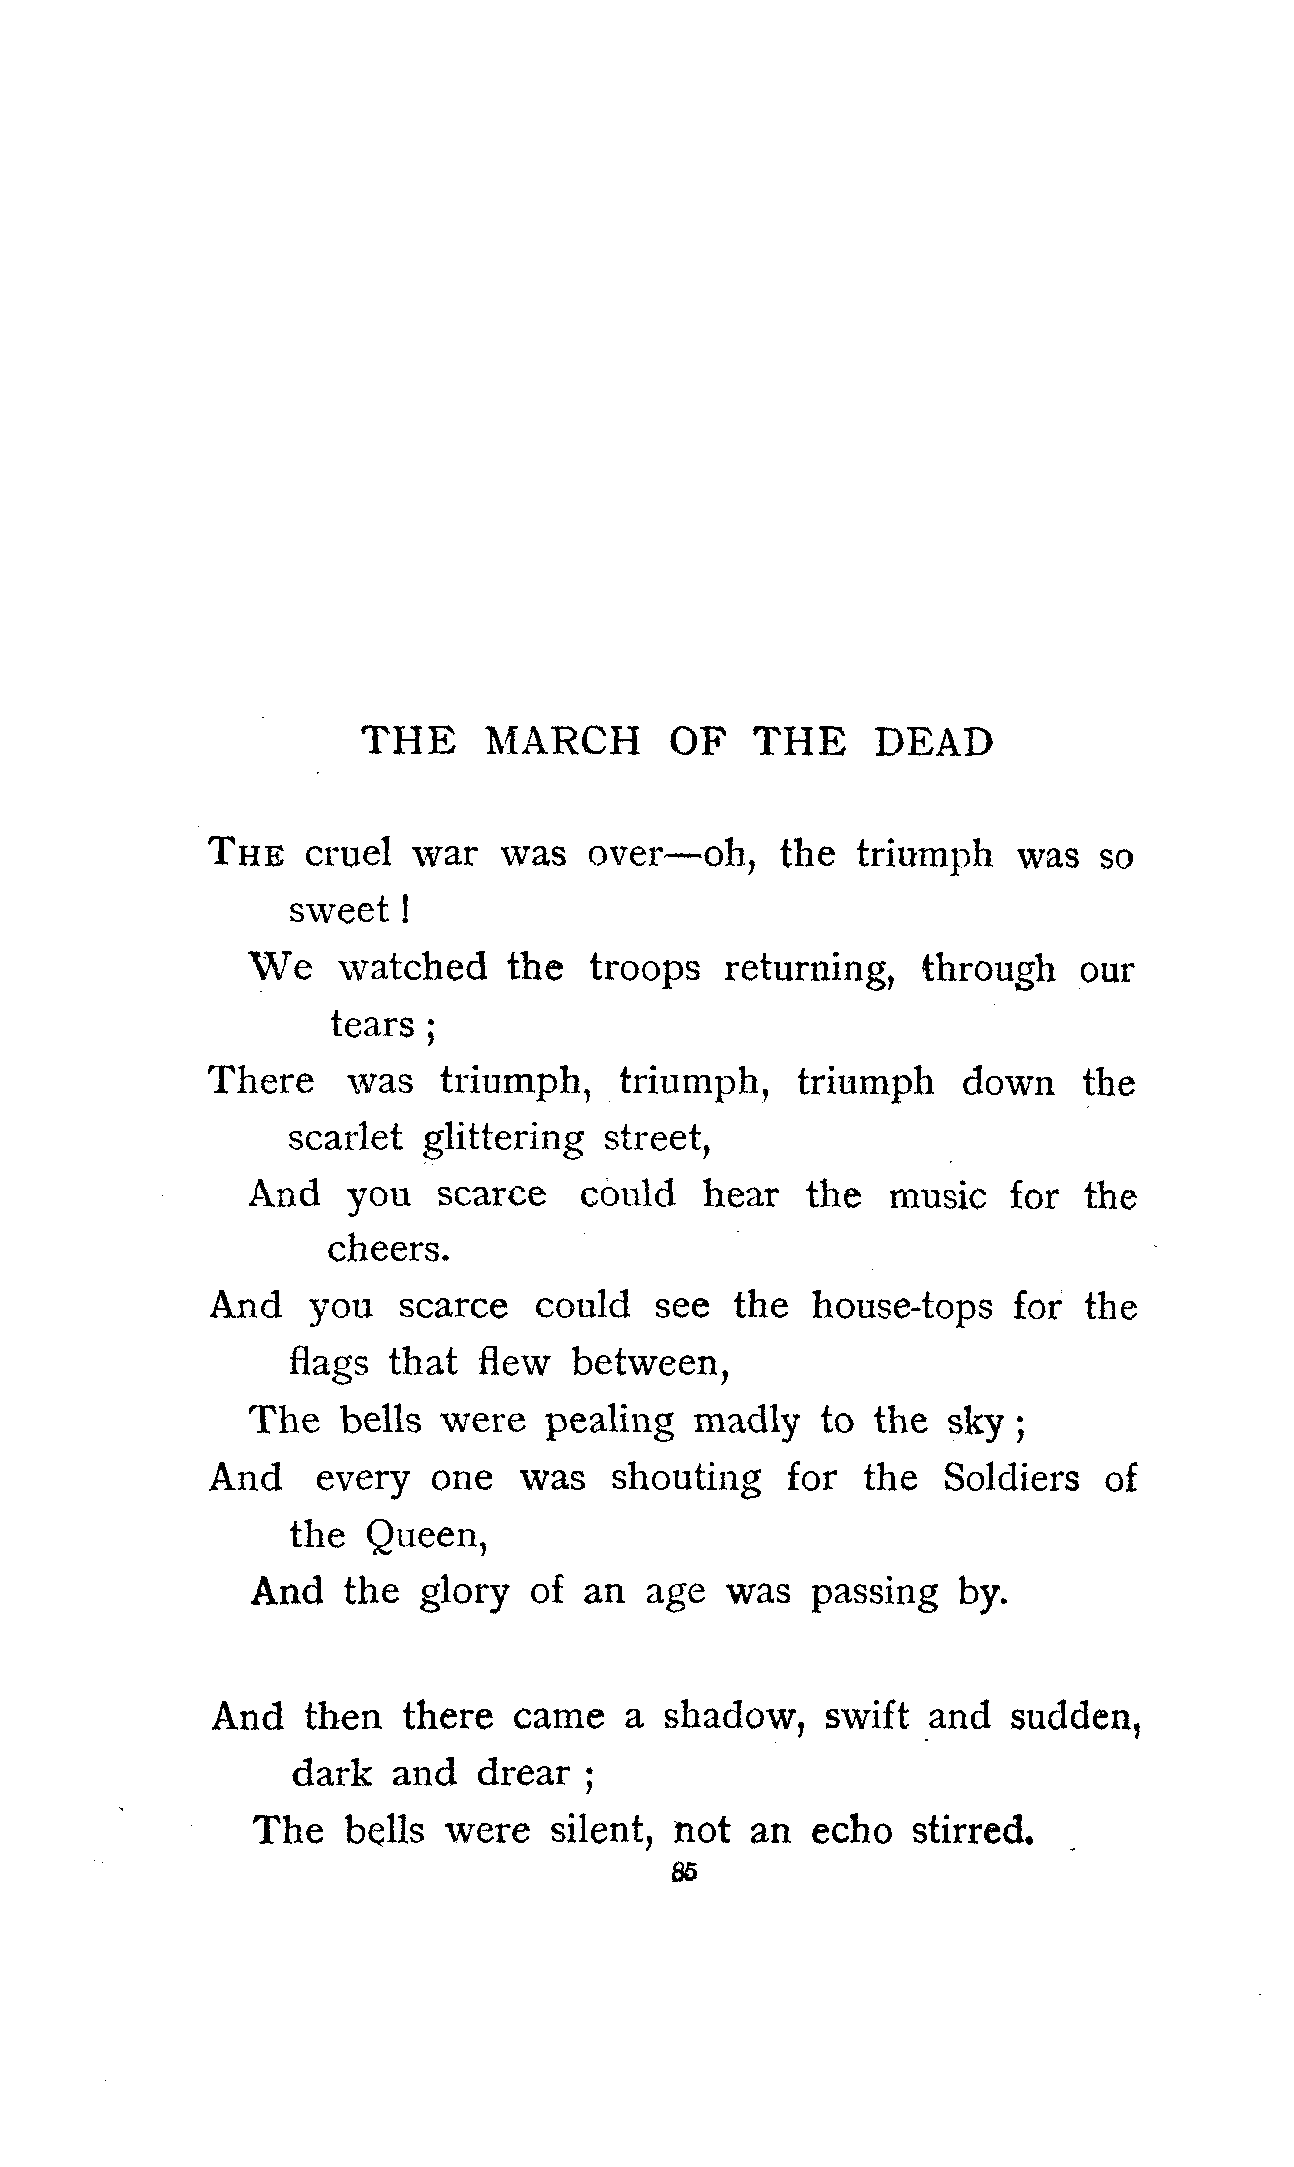 THE MARCH OF THE DEAD
THE cruel war was over—oh, the triumph was so
sweet !
We watched the troops returning, through our
tears ;
There was triumph, triumph, triumph down the
scarlet glittering street,
And you scarce could hear the music for the
cheers.
And you scarce could see the house-tops for the
flags that flew between,
The bells were pealing madly to the sky ;
And every one was shouting for the Soldiers of
the Queen,
And the glory of an age was passing by.
And then there came a shadow, swift and sudden,
dark and drear ;
The bells were silent, not an echo stirred.
85